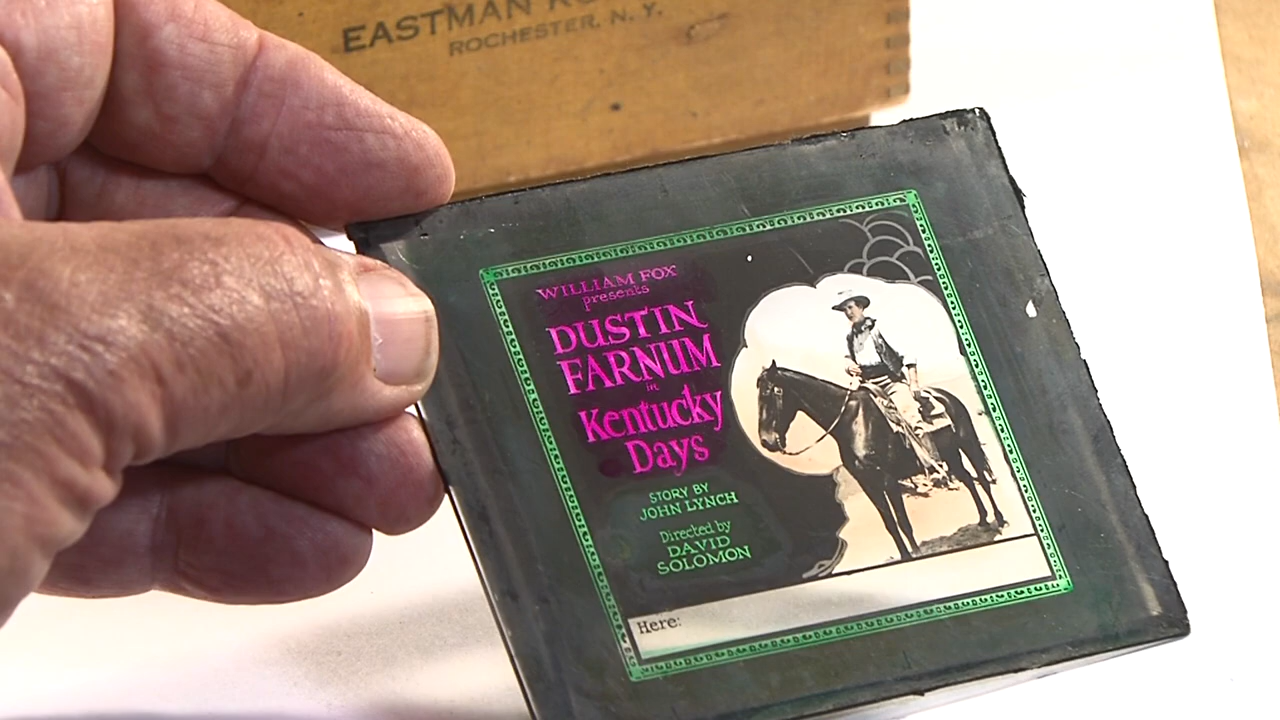 EASTMAN
ROCHESTER, N. Y.
WILLIAM FOX
presents
DUSTIN
FARNUM
in
Kentucky
Days
STORY BY
JOHN LYNCH
Directed by
DAVID
SOLOMON
Here: